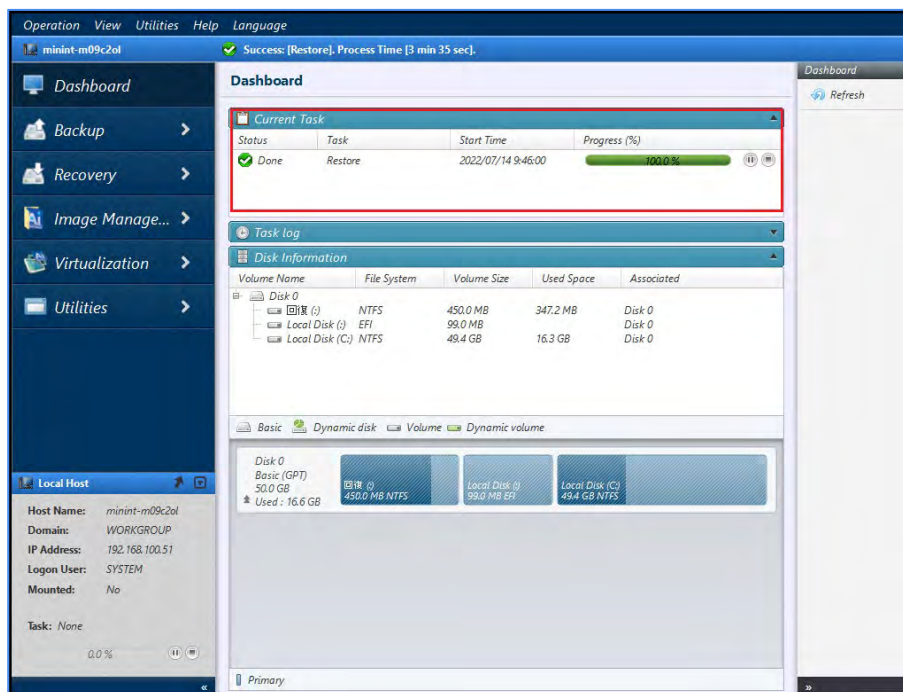 Operation View Utilities Help Language
minint-m09c2ol
Success: [Restore]. Process Time [3 min 35 sec].
Dashboard
Backup
Recovery
Image Manage...
Virtualization
Utilities
Dashboard
Current Task
Status Task Start Time Progress (%)
Done Restore 2022/07/14 9:46:00 100.0 %
Task log
Disk Information
Volume Name File System Volume Size Used Space Associated
Disk 0
回復 (:) NTFS 450.0 MB 347.2 MB Disk 0
Local Disk (:) EFI 99.0 MB Disk 0
Local Disk (C:) NTFS 49.4 GB 16.3 GB Disk 0
Basic Dynamic disk Volume Dynamic volume
Disk 0
Basic (GPT)
50.0 GB
Used : 16.6 GB
回復 (:)
450.0 MB NTFS
Local Disk (:)
99.0 MB EFI
Local Disk (C:)
49.4 GB NTFS
Primary
Dashboard
Refresh
Local Host
Host Name: minint-m09c2ol
Domain: WORKGROUP
IP Address: 192.168.100.51
Logon User: SYSTEM
Mounted: No
Task: None
0.0 %